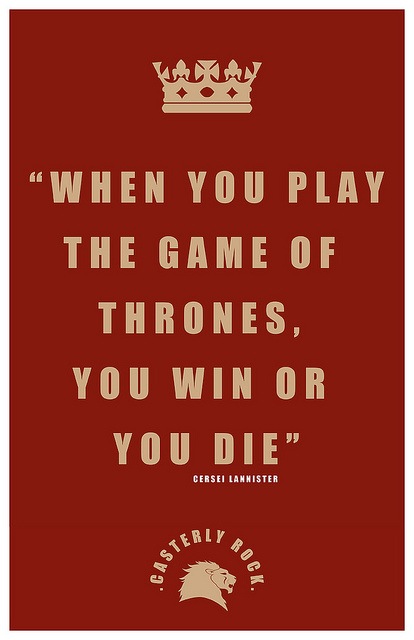 “WHEN YOU PLAY
THE GAME OF
THRONES,
YOU WIN OR
YOU DIE”
CERSEI LANNISTER
·CASTERLY ROCK·